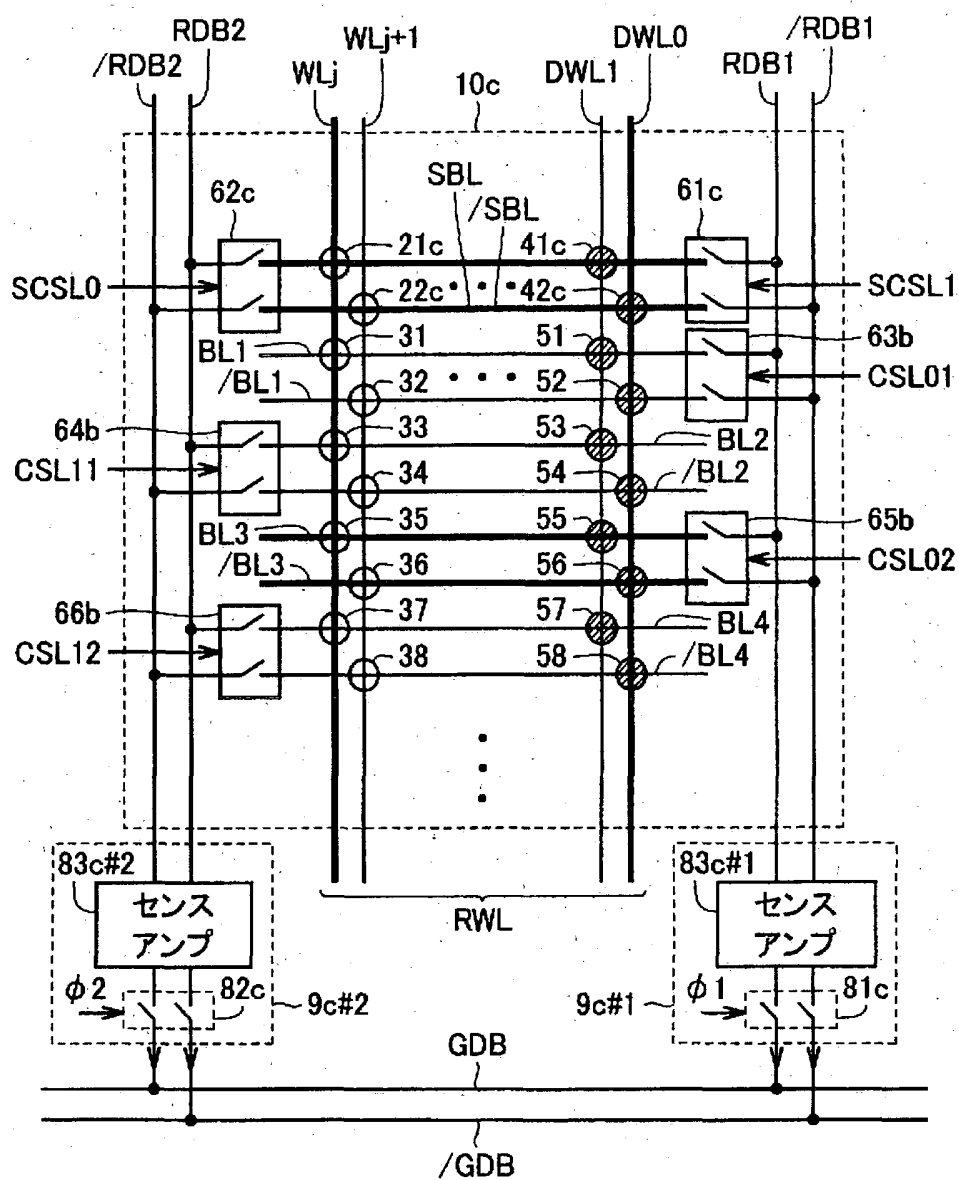 RDB2
/RDB2
WLj+1
WLj
DWL0
DWL1
/RDB1
RDB1
10c
SBL
/SBL
62c
61c
21c
41c
SCSL0
SCSL1
22c
42c
BL1
31
51
63b
/BL1
32
52
CSL01
64b
33
53
BL2
CSL11
34
54
/BL2
BL3
35
55
65b
/BL3
36
56
CSL02
66b
37
57
BL4
CSL12
38
58
/BL4
83c#2
センス
アンプ
RWL
83c#1
センス
アンプ
φ2
82c
9c#2
9c#1
φ1
81c
GDB
/GDB